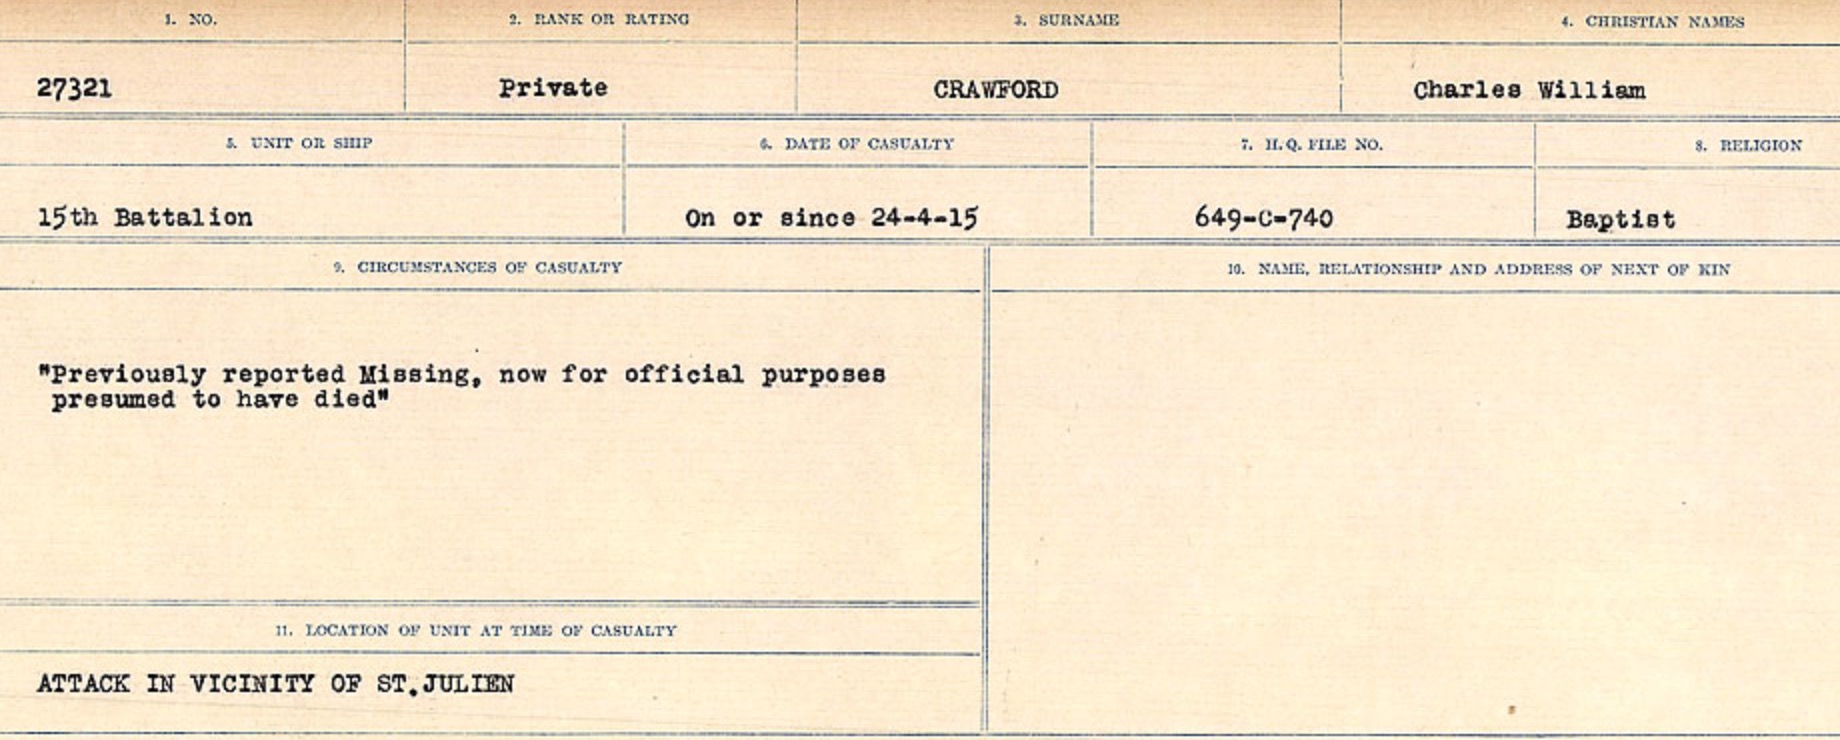 1. NO. 2. RANK OR RATING 3. SURNAME 4. CHRISTIAN NAMES
27321 Private CRAWFORD Charles William
5. UNIT OR SHIP 6. DATE OF CASUALTY 7. H.Q. FILE NO. 8. RELIGION
15th Battalion On or since 24-4-15 649-C-740 Baptist
9. CIRCUMSTANCES OF CASUALTY 10. NAME, RELATIONSHIP AND ADDRESS OF NEXT OF KIN
"Previously reported Missing, now for official purposes
presumed to have died"
11. LOCATION OF UNIT AT TIME OF CASUALTY
ATTACK IN VICINITY OF ST.JULIEN